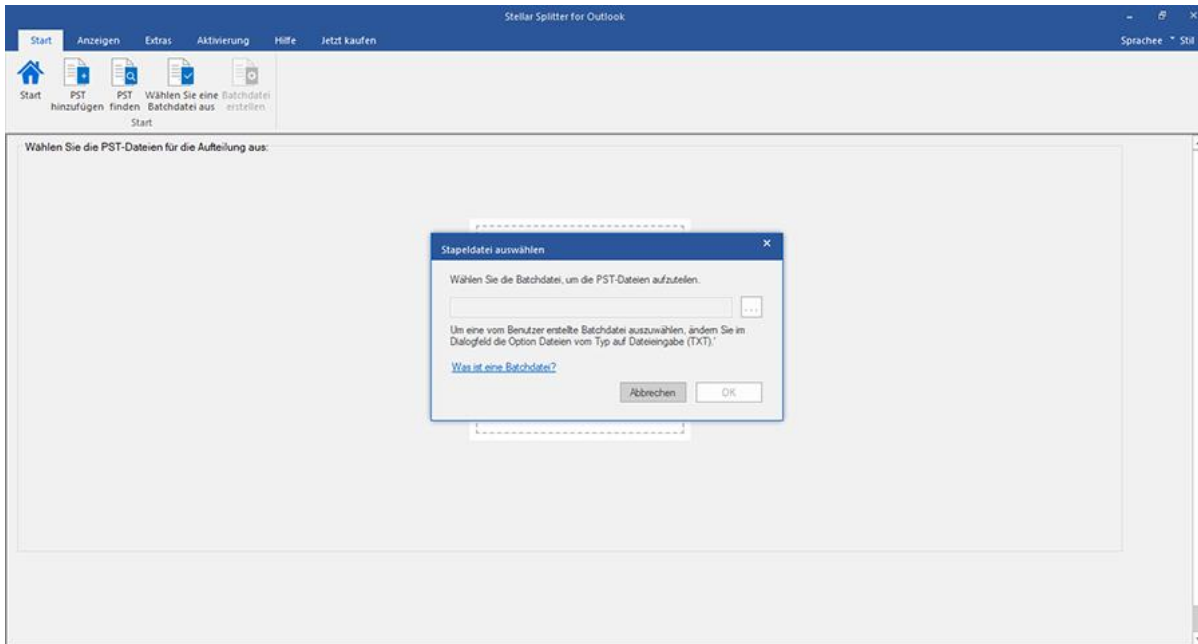 Stellar Splitter for Outlook
Start Anzeigen Extras Aktivierung Hilfe Jetzt kaufen Sprachee Stil
Start PST hinzufügen PST finden Wählen Sie eine Batchdatei aus Batchdatei erstellen
Start
Wählen Sie die PST-Dateien für die Aufteilung aus:
Stapeldatei auswählen
Wählen Sie die Batchdatei, um die PST-Dateien aufzuteilen.
...
Um eine vom Benutzer erstellte Batchdatei auszuwählen, ändern Sie im
Dialogfeld die Option Dateien vom Typ auf Dateieingabe (TXT).'
Was ist eine Batchdatei?
Abbrechen OK